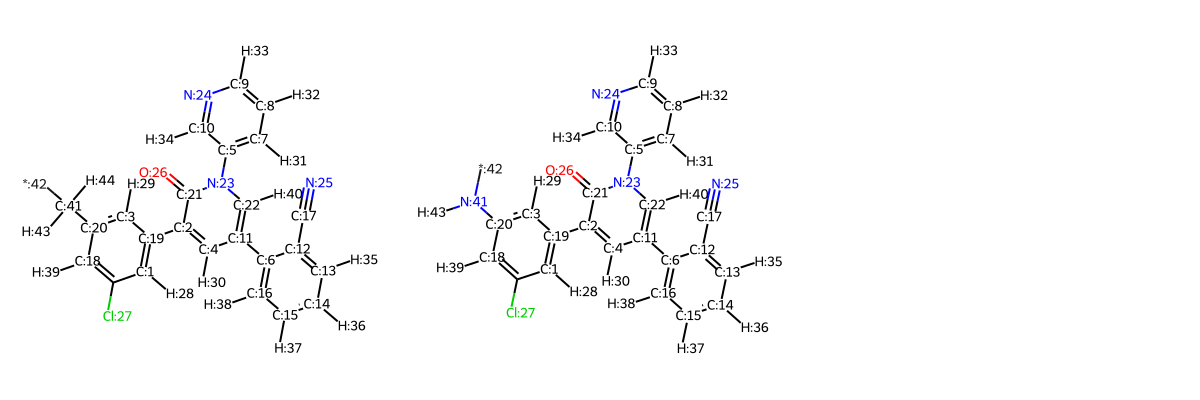 H:33 H:33
N:24 C:9 N:24 C:9
H:32 H:32
C:8 C:8
C:10 C:10
H:34 C:7 H:34 C:7
C:5 C:5
H:31 H:31
O:26 *:42 O:26
*:42 H:44 H:29 N:23 N:25 H:29 N:23 N:25
H:40 H:40
C:21 C:22 N:41 C:21 C:22
C:41 C:3 H:43 C:3
C:17 C:17
H:43 C:20 C:2 C:20 C:2
C:19 C:11 C:19 C:11
C:4 C:12 C:4 C:12
C:18 C:6 H:35 C:18 C:6 H:35
H:39 C:1 C:13 H:39 C:1 C:13
H:30 H:30
H:28 C:16 H:28 C:16
H:38 C:14 H:38 C:14
Cl:27 C:15 Cl:27 C:15
H:36 H:36
H:37 H:37